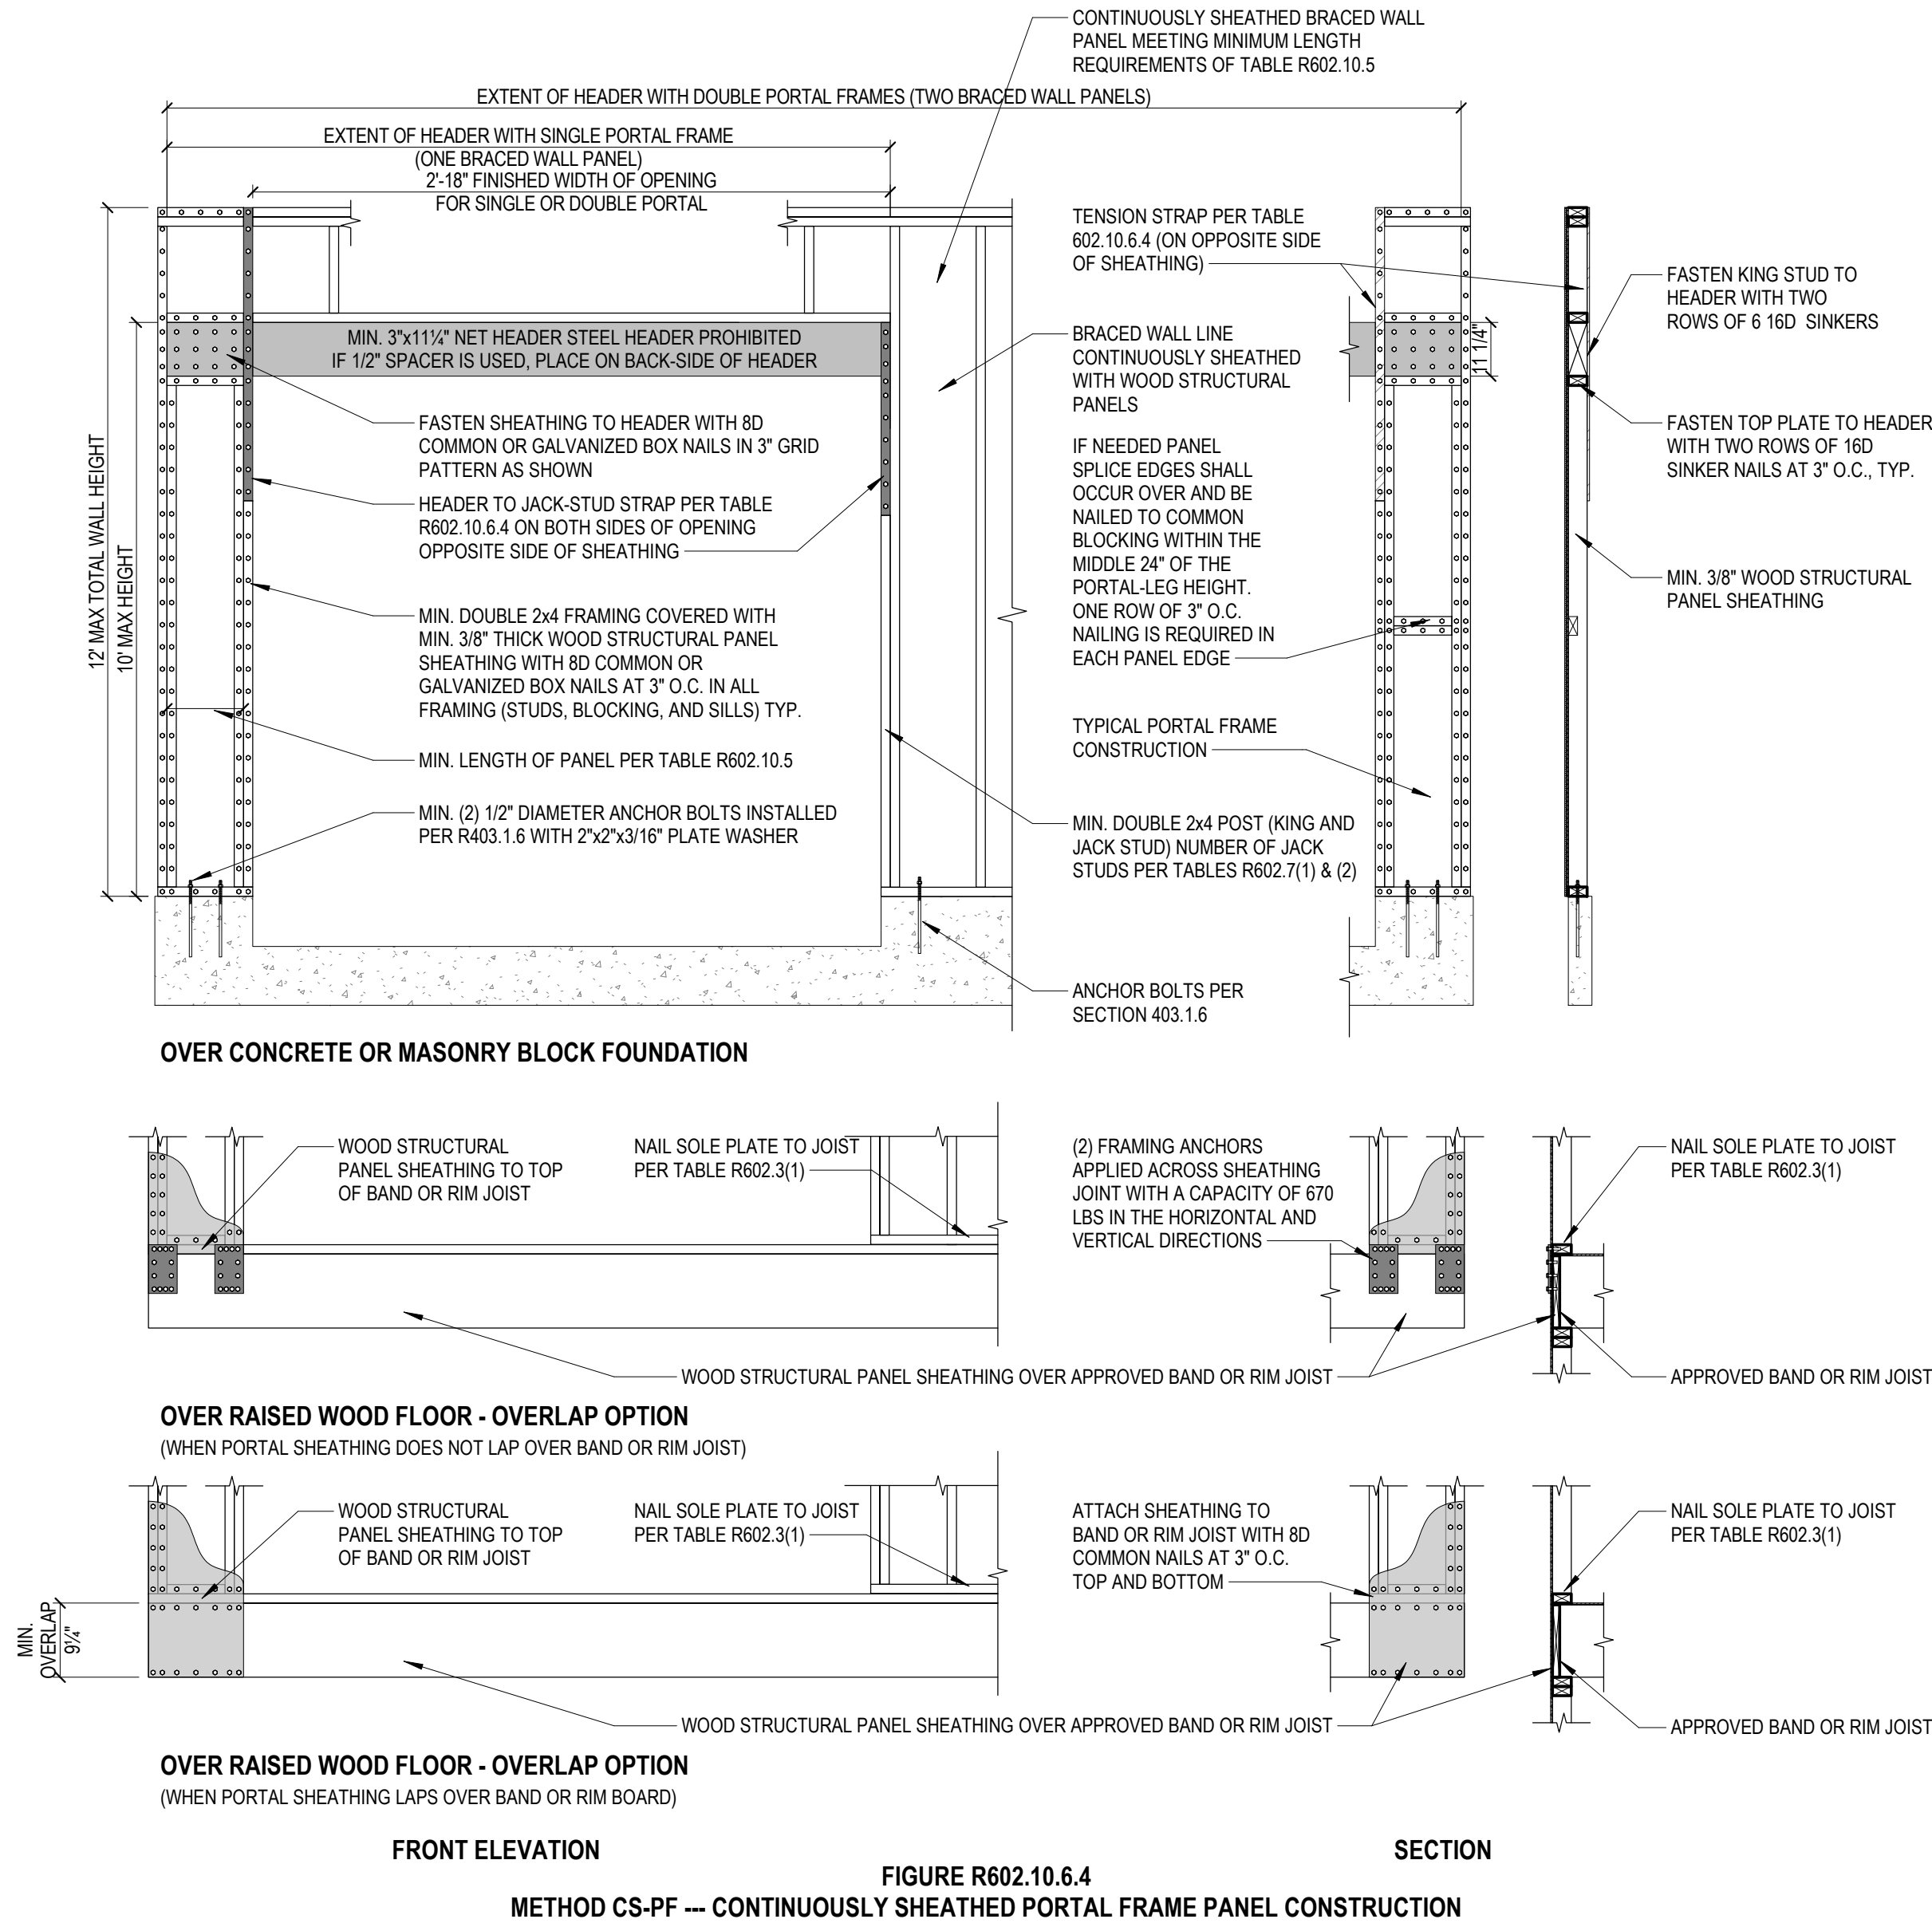 CONTINUOUSLY SHEATHED BRACED WALL
PANEL MEETING MINIMUM LENGTH
REQUIREMENTS OF TABLE R602.10.5
EXTENT OF HEADER WITH DOUBLE PORTAL FRAMES (TWO BRACED WALL PANELS)
EXTENT OF HEADER WITH SINGLE PORTAL FRAME
(ONE BRACED WALL PANEL)
2'-18" FINISHED WIDTH OF OPENING
FOR SINGLE OR DOUBLE PORTAL
MIN. 3"x11¼" NET HEADER STEEL HEADER PROHIBITED
IF 1/2" SPACER IS USED, PLACE ON BACK-SIDE OF HEADER
FASTEN SHEATHING TO HEADER WITH 8D
COMMON OR GALVANIZED BOX NAILS IN 3" GRID
PATTERN AS SHOWN
HEADER TO JACK-STUD STRAP PER TABLE
R602.10.6.4 ON BOTH SIDES OF OPENING
OPPOSITE SIDE OF SHEATHING
12' MAX TOTAL WALL HEIGHT
10' MAX HEIGHT
MIN. DOUBLE 2x4 FRAMING COVERED WITH
MIN. 3/8" THICK WOOD STRUCTURAL PANEL
SHEATHING WITH 8D COMMON OR
GALVANIZED BOX NAILS AT 3" O.C. IN ALL
FRAMING (STUDS, BLOCKING, AND SILLS) TYP.
MIN. LENGTH OF PANEL PER TABLE R602.10.5
MIN. (2) 1/2" DIAMETER ANCHOR BOLTS INSTALLED
PER R403.1.6 WITH 2"x2"x3/16" PLATE WASHER
TENSION STRAP PER TABLE
602.10.6.4 (ON OPPOSITE SIDE
OF SHEATHING)
BRACED WALL LINE
CONTINUOUSLY SHEATHED
WITH WOOD STRUCTURAL
PANELS
IF NEEDED PANEL
SPLICE EDGES SHALL
OCCUR OVER AND BE
NAILED TO COMMON
BLOCKING WITHIN THE
MIDDLE 24" OF THE
PORTAL-LEG HEIGHT.
ONE ROW OF 3" O.C.
NAILING IS REQUIRED IN
EACH PANEL EDGE
TYPICAL PORTAL FRAME
CONSTRUCTION
MIN. DOUBLE 2x4 POST (KING AND
JACK STUD) NUMBER OF JACK
STUDS PER TABLES R602.7(1) & (2)
ANCHOR BOLTS PER
SECTION 403.1.6
11 1/4"
FASTEN KING STUD TO
HEADER WITH TWO
ROWS OF 6 16D SINKERS
FASTEN TOP PLATE TO HEADER
WITH TWO ROWS OF 16D
SINKER NAILS AT 3" O.C., TYP.
MIN. 3/8" WOOD STRUCTURAL
PANEL SHEATHING
OVER CONCRETE OR MASONRY BLOCK FOUNDATION
WOOD STRUCTURAL
PANEL SHEATHING TO TOP
OF BAND OR RIM JOIST
NAIL SOLE PLATE TO JOIST
PER TABLE R602.3(1)
(2) FRAMING ANCHORS
APPLIED ACROSS SHEATHING
JOINT WITH A CAPACITY OF 670
LBS IN THE HORIZONTAL AND
VERTICAL DIRECTIONS
NAIL SOLE PLATE TO JOIST
PER TABLE R602.3(1)
WOOD STRUCTURAL PANEL SHEATHING OVER APPROVED BAND OR RIM JOIST
APPROVED BAND OR RIM JOIST
OVER RAISED WOOD FLOOR - OVERLAP OPTION
(WHEN PORTAL SHEATHING DOES NOT LAP OVER BAND OR RIM JOIST)
WOOD STRUCTURAL
PANEL SHEATHING TO TOP
OF BAND OR RIM JOIST
NAIL SOLE PLATE TO JOIST
PER TABLE R602.3(1)
ATTACH SHEATHING TO
BAND OR RIM JOIST WITH 8D
COMMON NAILS AT 3" O.C.
TOP AND BOTTOM
NAIL SOLE PLATE TO JOIST
PER TABLE R602.3(1)
MIN.
OVERLAP
9¼"
WOOD STRUCTURAL PANEL SHEATHING OVER APPROVED BAND OR RIM JOIST
APPROVED BAND OR RIM JOIST
OVER RAISED WOOD FLOOR - OVERLAP OPTION
(WHEN PORTAL SHEATHING LAPS OVER BAND OR RIM BOARD)
FRONT ELEVATION
SECTION
FIGURE R602.10.6.4
METHOD CS-PF --- CONTINUOUSLY SHEATHED PORTAL FRAME PANEL CONSTRUCTION